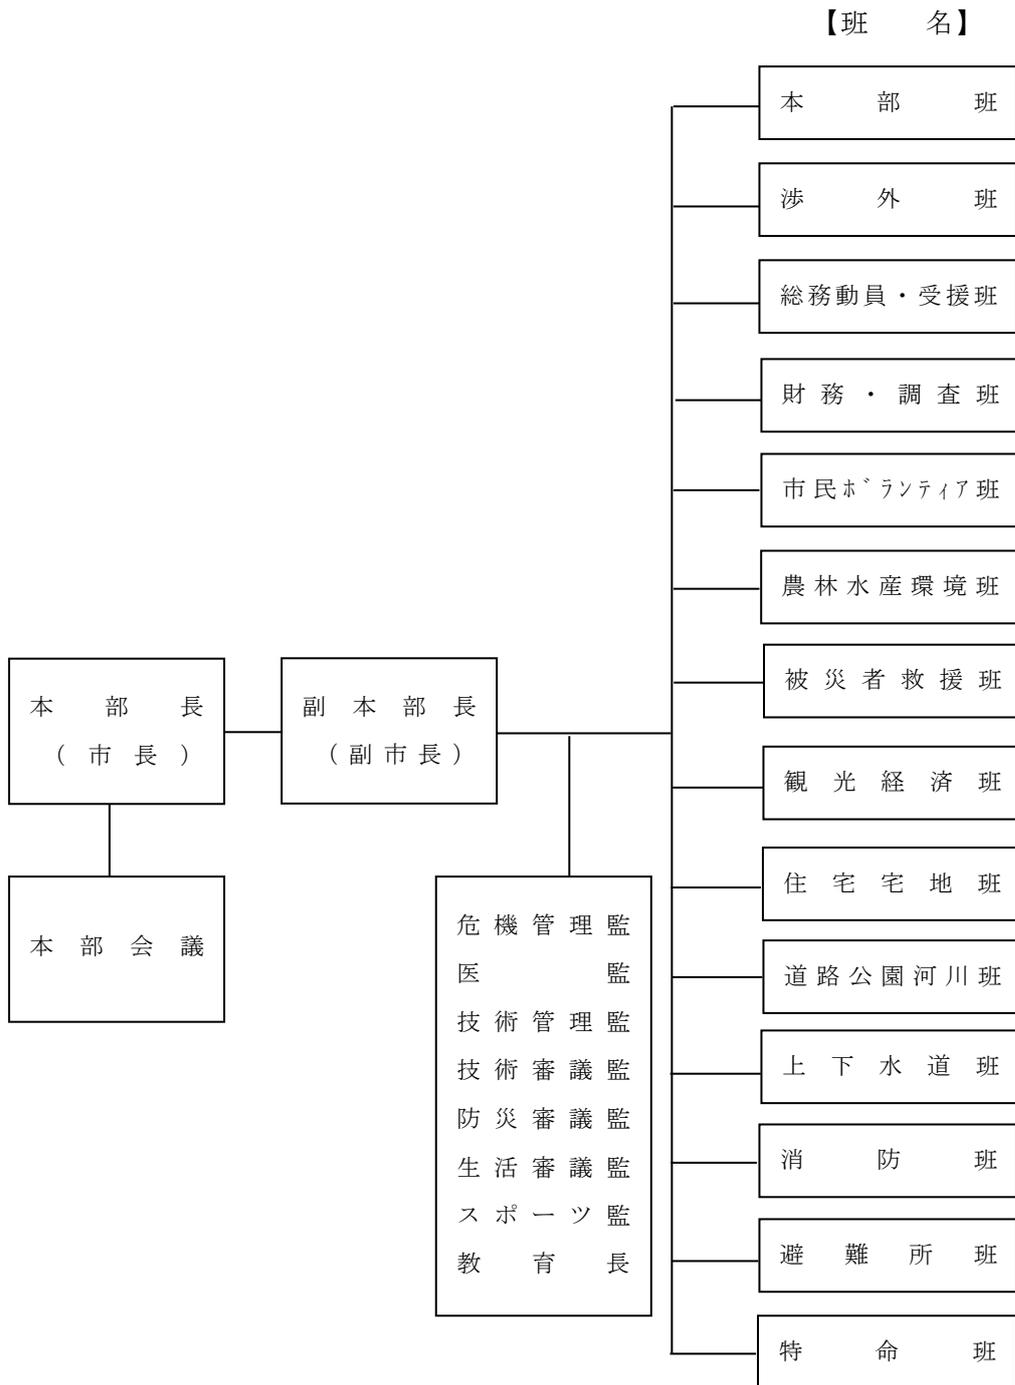 【班　名】
本部班
渉外班
総務動員・受援班
財務・調査班
市民ﾎﾞﾗﾝﾃｨｱ班
農林水産環境班
被災者救援班
観光経済班
住宅宅地班
道路公園河川班
上下水道班
消防班
避難所班
特命班
本部長
（市長）
副本部長
（副市長）
本部会議
危機管理監
医監
技術管理監
技術審議監
防災審議監
生活審議監
スポーツ監
教育長